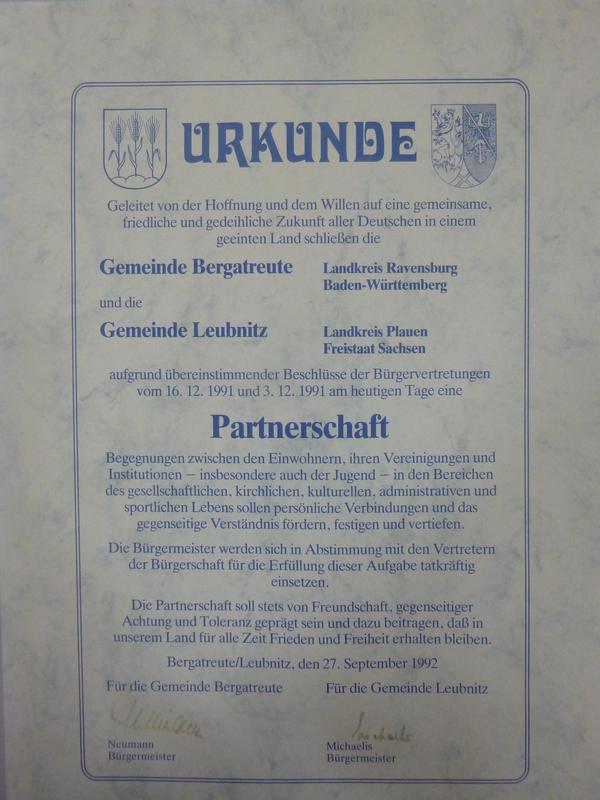 URKUNDE
Geleitet von der Hoffnung und dem Willen auf eine gemeinsame,
friedliche und gedeihliche Zukunft aller Deutschen in einem
geeinten Land schließen die
Gemeinde Bergatreute Landkreis Ravensburg
Baden-Württemberg
und die
Gemeinde Leubnitz Landkreis Plauen
Freistaat Sachsen
aufgrund übereinstimmender Beschlüsse der Bürgervertretungen
vom 16. 12. 1991 und 3. 12. 1991 am heutigen Tage eine
Partnerschaft
Begegnungen zwischen den Einwohnern, ihren Vereinigungen und
Institutionen – insbesondere auch der Jugend – in den Bereichen
des gesellschaftlichen, kirchlichen, kulturellen, administrativen und
sportlichen Lebens sollen persönliche Verbindungen und das
gegenseitige Verständnis fördern, festigen und vertiefen.
Die Bürgermeister werden sich in Abstimmung mit den Vertretern
der Bürgerschaft für die Erfüllung dieser Aufgabe tatkräftig
einsetzen.
Die Partnerschaft soll stets von Freundschaft, gegenseitiger
Achtung und Toleranz geprägt sein und dazu beitragen, daß in
unserem Land für alle Zeit Frieden und Freiheit erhalten bleiben.
Bergatreute/Leubnitz, den 27. September 1992
Für die Gemeinde Bergatreute Für die Gemeinde Leubnitz
Neumann Michaelis
Bürgermeister Bürgermeister